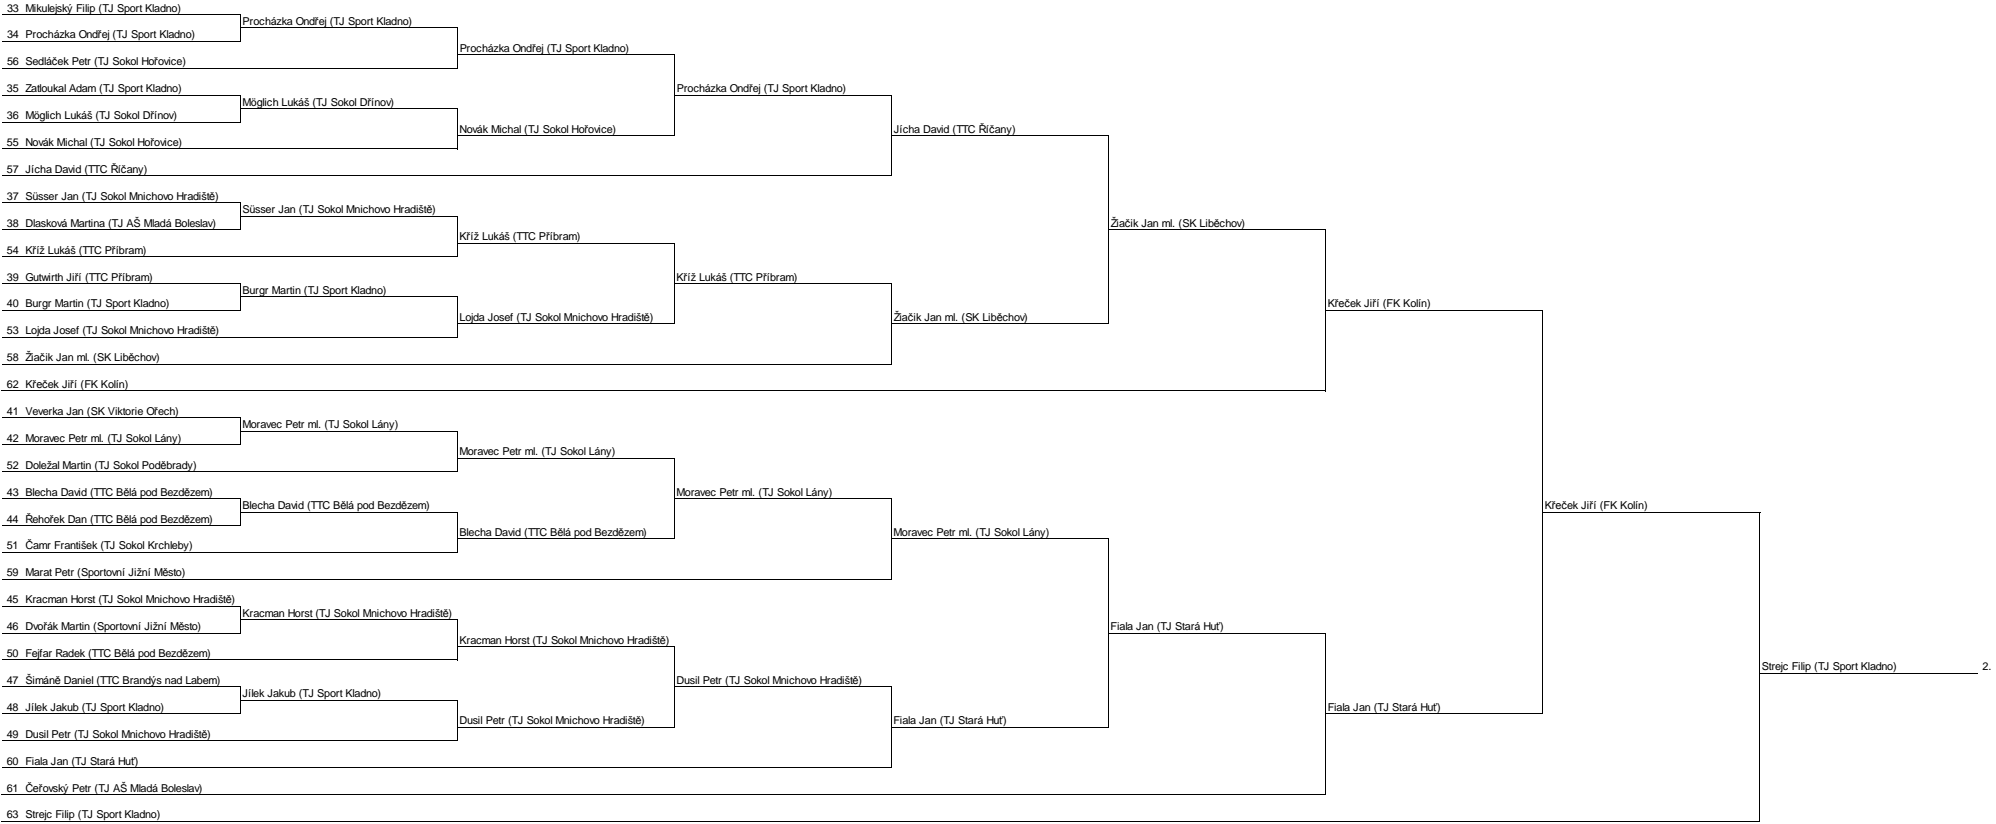 33 Mikulejský Filip (TJ Sport Kladno)
Procházka Ondřej (TJ Sport Kladno)
34 Procházka Ondřej (TJ Sport Kladno)
Procházka Ondřej (TJ Sport Kladno)
56 Sedláček Petr (TJ Sokol Hořovice)
35 Zatloukal Adam (TJ Sport Kladno)
Procházka Ondřej (TJ Sport Kladno)
Möglich Lukáš (TJ Sokol Dřínov)
36 Möglich Lukáš (TJ Sokol Dřínov)
Novák Michal (TJ Sokol Hořovice)
Jícha David (TTC Říčany)
55 Novák Michal (TJ Sokol Hořovice)
57 Jícha David (TTC Říčany)
37 Süsser Jan (TJ Sokol Mnichovo Hradiště)
Süsser Jan (TJ Sokol Mnichovo Hradiště)
38 Dlasková Martina (TJ AŠ Mladá Boleslav)
Žiačik Jan ml. (SK Liběchov)
Kříž Lukáš (TTC Příbram)
54 Kříž Lukáš (TTC Příbram)
39 Gutwirth Jiří (TTC Příbram)
Kříž Lukáš (TTC Příbram)
Burgr Martin (TJ Sport Kladno)
40 Burgr Martin (TJ Sport Kladno)
Křeček Jiří (FK Kolín)
Lojda Josef (TJ Sokol Mnichovo Hradiště)
Žiačik Jan ml. (SK Liběchov)
53 Lojda Josef (TJ Sokol Mnichovo Hradiště)
58 Žiačik Jan ml. (SK Liběchov)
62 Křeček Jiří (FK Kolín)
41 Veverka Jan (SK Viktorie Ořech)
Moravec Petr ml. (TJ Sokol Lány)
42 Moravec Petr ml. (TJ Sokol Lány)
Moravec Petr ml. (TJ Sokol Lány)
52 Doležal Martin (TJ Sokol Poděbrady)
43 Blecha David (TTC Bělá pod Bezdězem)
Moravec Petr ml. (TJ Sokol Lány)
Blecha David (TTC Bělá pod Bezdězem)
Křeček Jiří (FK Kolín)
44 Řehořek Dan (TTC Bělá pod Bezdězem)
Blecha David (TTC Bělá pod Bezdězem)
Moravec Petr ml. (TJ Sokol Lány)
51 Čamr František (TJ Sokol Krchleby)
59 Marat Petr (Sportovní Jižní Město)
45 Kracman Horst (TJ Sokol Mnichovo Hradiště)
Kracman Horst (TJ Sokol Mnichovo Hradiště)
46 Dvořák Martin (Sportovní Jižní Město)
Fiala Jan (TJ Stará Huť)
Kracman Horst (TJ Sokol Mnichovo Hradiště)
50 Fejfar Radek (TTC Bělá pod Bezdězem)
Strejc Filip (TJ Sport Kladno) 2.
47 Šimáně Daniel (TTC Brandýs nad Labem)
Dusil Petr (TJ Sokol Mnichovo Hradiště)
Jílek Jakub (TJ Sport Kladno)
48 Jílek Jakub (TJ Sport Kladno)
Fiala Jan (TJ Stará Huť)
Dusil Petr (TJ Sokol Mnichovo Hradiště)
Fiala Jan (TJ Stará Huť)
49 Dusil Petr (TJ Sokol Mnichovo Hradiště)
60 Fiala Jan (TJ Stará Huť)
61 Čeřovský Petr (TJ AŠ Mladá Boleslav)
63 Strejc Filip (TJ Sport Kladno)